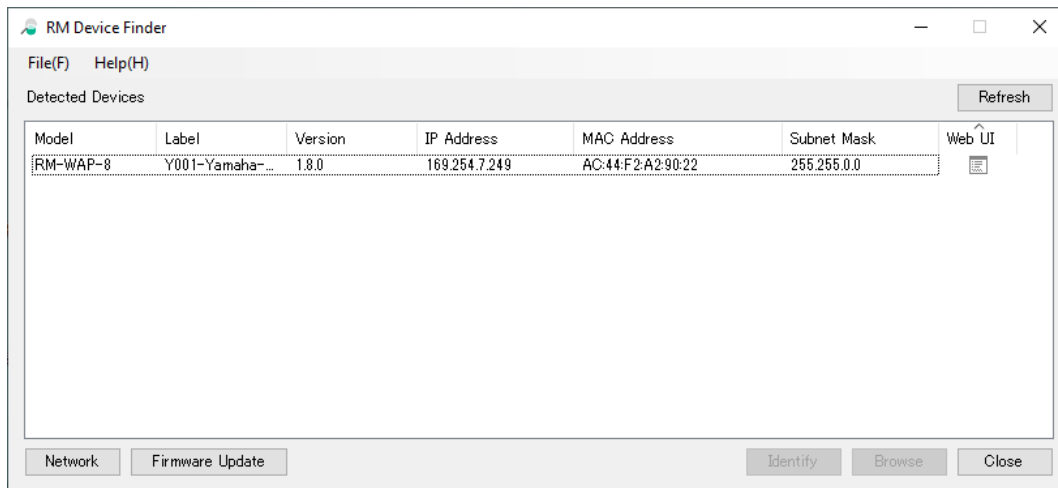 RM Device Finder
File(F) Help(H)
Detected Devices Refresh
Model Label Version IP Address MAC Address Subnet Mask Web UI
RM-WAP-8 Y001-Yamaha-... 1.8.0 169.254.7.249 AC:44:F2:A2:90:22 255.255.0.0
Network Firmware Update Identify Browse Close